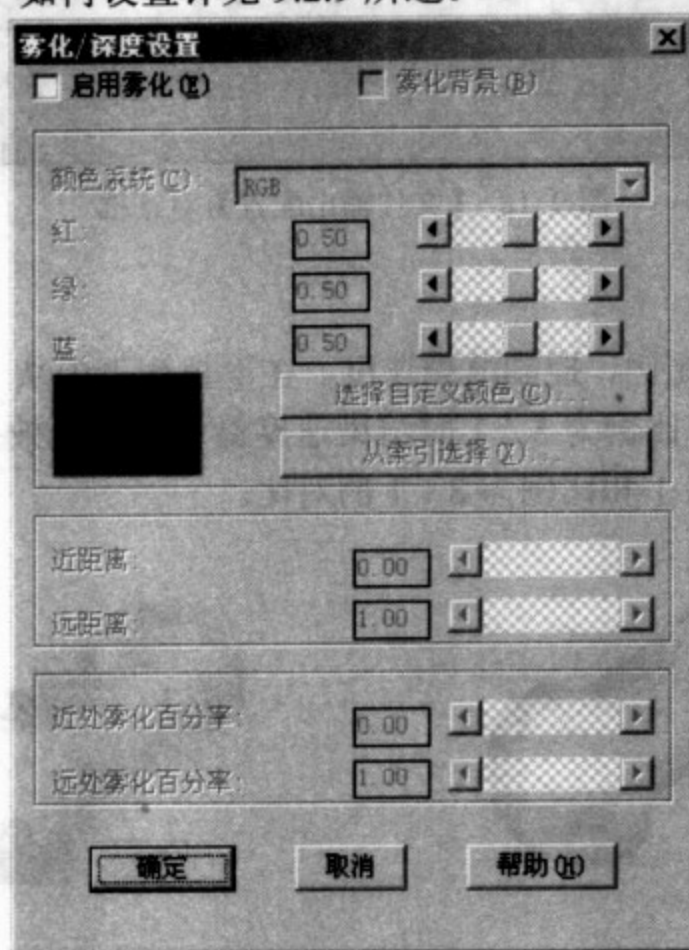 雾化/深度设置
启用雾化(E) 雾化背景(B)
颜色系统(C): RGB
红: 0.50
绿: 0.50
蓝: 0.50
选择自定义颜色(C)...
从索引选择(X)...
近距离: 0.00
远距离: 1.00
近处雾化百分率: 0.00
远处雾化百分率: 1.00
确定 取消 帮助(H)